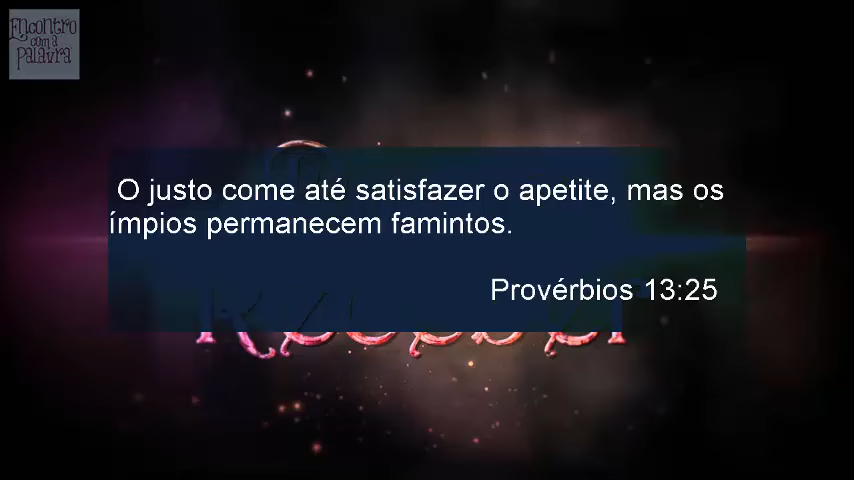 Encontro
com a
Palavra
O justo come até satisfazer o apetite, mas os
ímpios permanecem famintos.
Provérbios 13:25